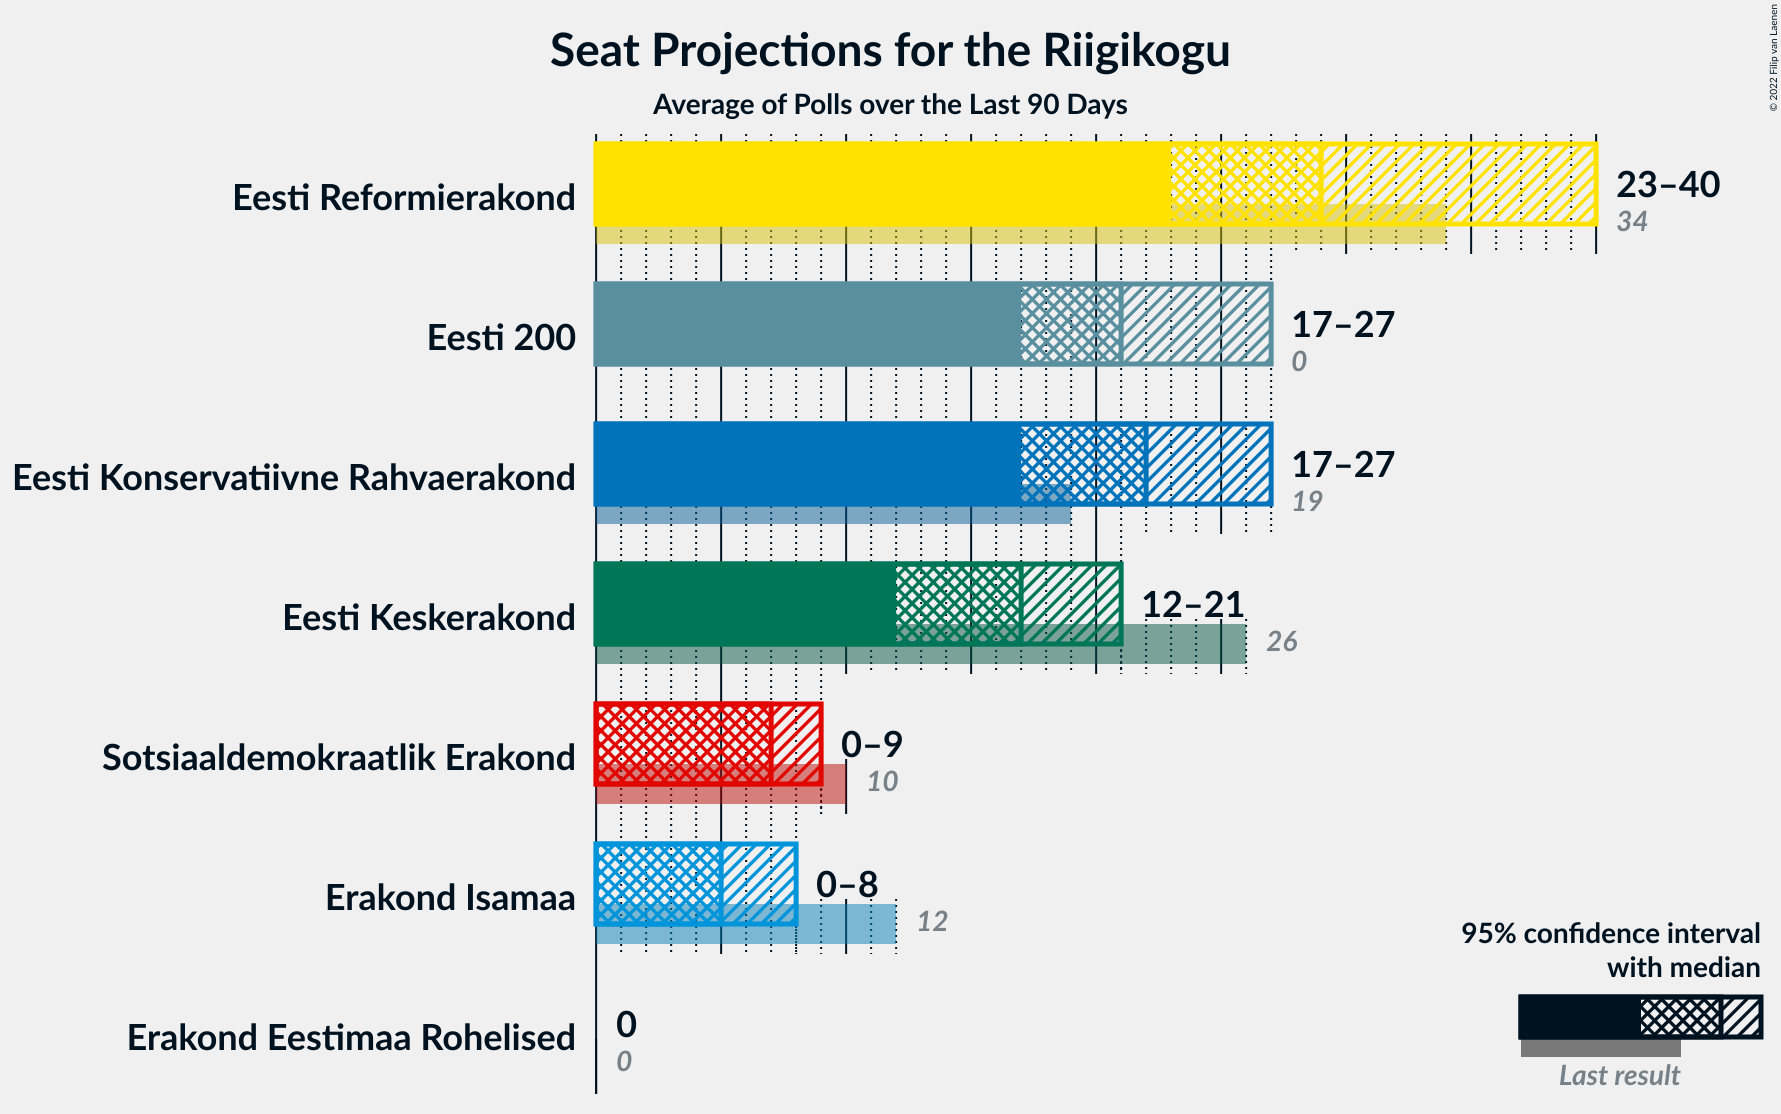 Seat Projections for the Riigikogu
Average of Polls over the Last 90 Days
© 2022 Filip van Laenen
Eesti Reformierakond
23–40
34
Eesti 200
17–27
0
Eesti Konservatiivne Rahvaerakond
17–27
19
Eesti Keskerakond
12–21
26
Sotsiaaldemokraatlik Erakond
0–9
10
Erakond Isamaa
0–8
12
Erakond Eestimaa Rohelised
0
0
95% confidence interval
with median
Last result